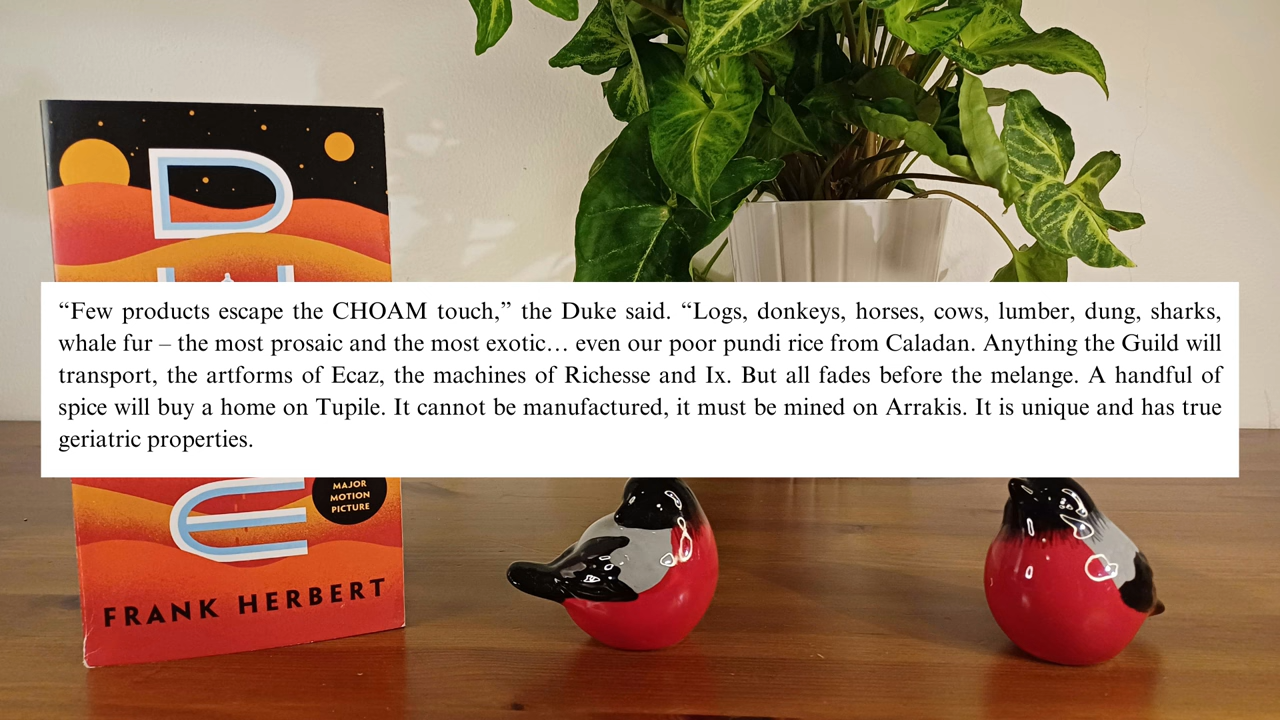 D
“Few products escape the CHOAM touch,” the Duke said. “Logs, donkeys, horses, cows, lumber, dung, sharks,
whale fur – the most prosaic and the most exotic… even our poor pundi rice from Caladan. Anything the Guild will
transport, the artforms of Ecaz, the machines of Richesse and Ix. But all fades before the melange. A handful of
spice will buy a home on Tupile. It cannot be manufactured, it must be mined on Arrakis. It is unique and has true
geriatric properties.
E
MAJOR
MOTION
PICTURE
FRANK HERBERT